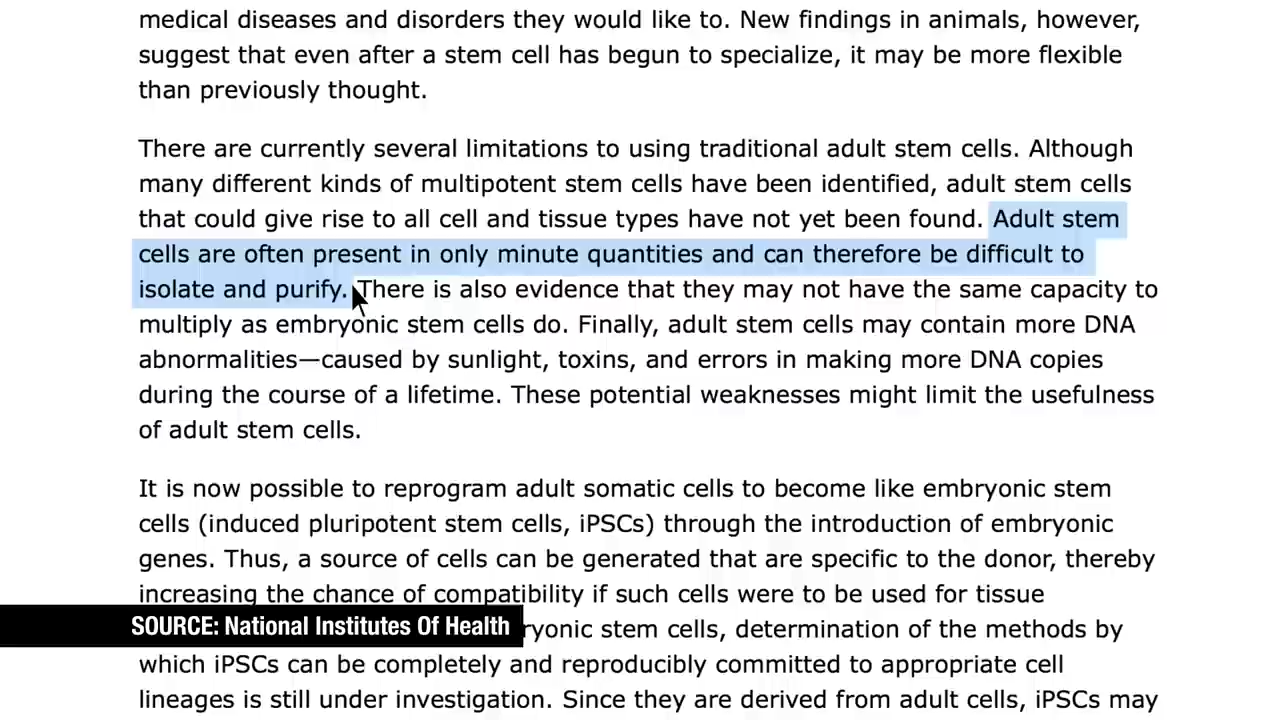 medical diseases and disorders they would like to. New findings in animals, however,
suggest that even after a stem cell has begun to specialize, it may be more flexible
than previously thought.
There are currently several limitations to using traditional adult stem cells. Although
many different kinds of multipotent stem cells have been identified, adult stem cells
that could give rise to all cell and tissue types have not yet been found. Adult stem
cells are often present in only minute quantities and can therefore be difficult to
isolate and purify. There is also evidence that they may not have the same capacity to
multiply as embryonic stem cells do. Finally, adult stem cells may contain more DNA
abnormalities—caused by sunlight, toxins, and errors in making more DNA copies
during the course of a lifetime. These potential weaknesses might limit the usefulness
of adult stem cells.
It is now possible to reprogram adult somatic cells to become like embryonic stem
cells (induced pluripotent stem cells, iPSCs) through the introduction of embryonic
genes. Thus, a source of cells can be generated that are specific to the donor, thereby
increasing the chance of compatibility if such cells were to be used for tissue
SOURCE: National Institutes Of Health
ryonic stem cells, determination of the methods by
which iPSCs can be completely and reproducibly committed to appropriate cell
lineages is still under investigation. Since they are derived from adult cells, iPSCs may